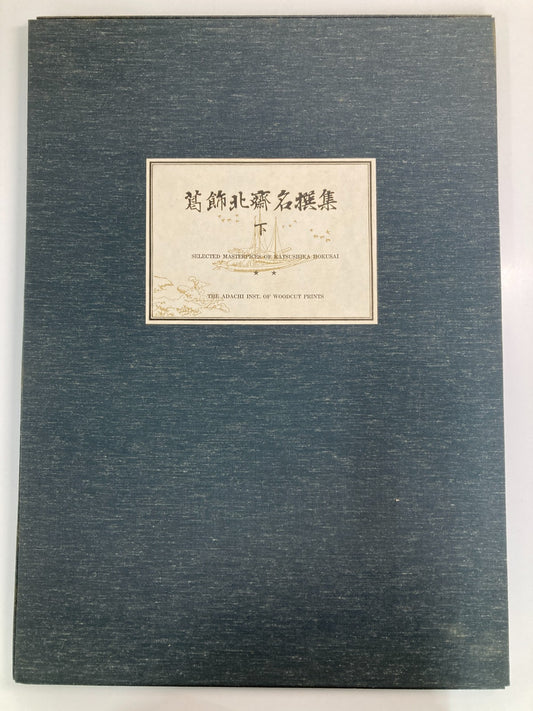 葛飾北齋名撰集
下
SELECTED MASTERPIECES OF KATSUSHIKA HOKUSAI
★ ★
THE ADACHI INST. OF WOODCUT PRINTS